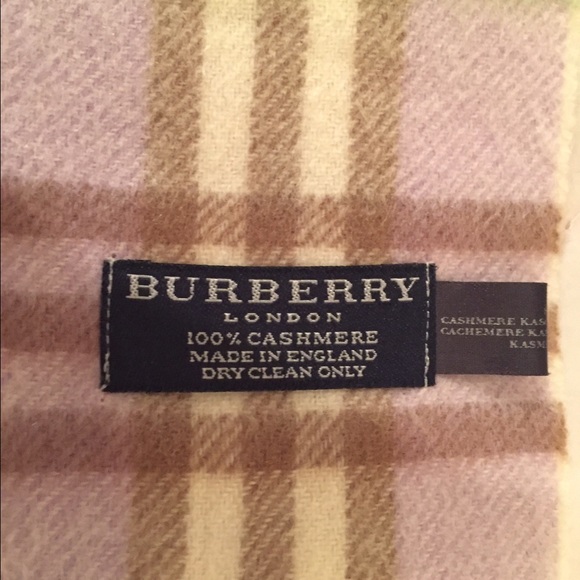 BURBERRY
LONDON
100% CASHMERE
MADE IN ENGLAND
DRY CLEAN ONLY
CASHMERE
CACHEMERE